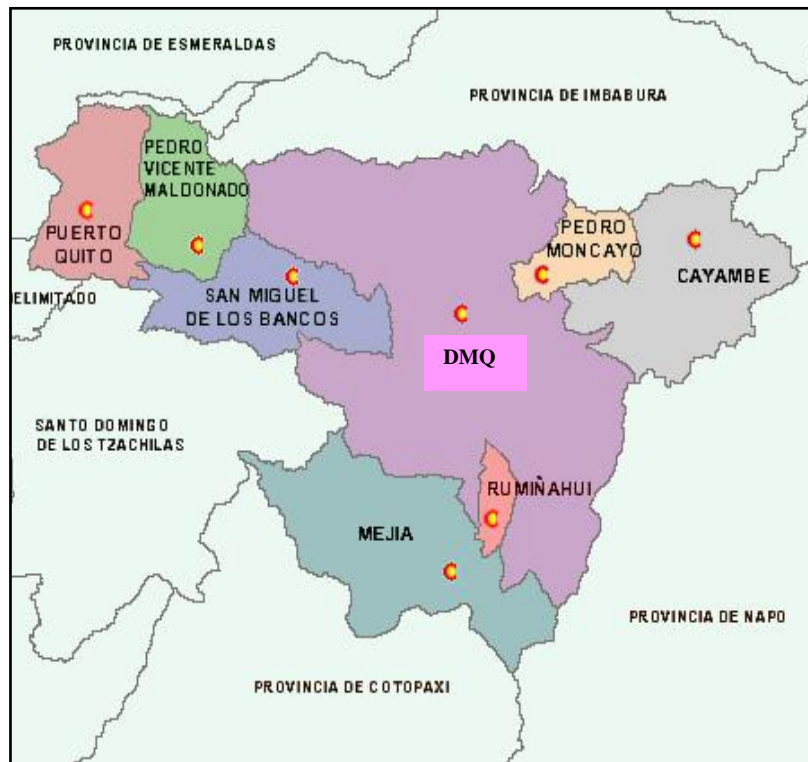 PROVINCIA DE ESMERALDAS
PROVINCIA DE IMBABURA
PEDRO
VICENTE
MALDONADO
PUERTO
QUITO
PEDRO
MONCAYO
CAYAMBE
SAN MIGUEL
DE LOS BANCOS
ELIMITADO
DMQ
SANTO DOMINGO
DE LOS TZACHILAS
RUMIÑAHUI
MEJIA
PROVINCIA DE NAPO
PROVINCIA DE COTOPAXI